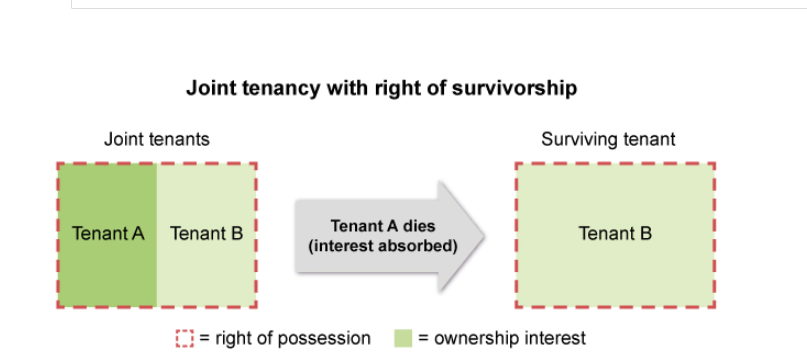 Joint tenancy with right of survivorship
Joint tenants
Surviving tenant
Tenant A
Tenant B
Tenant A dies
(interest absorbed)
Tenant B
= right of possession
= ownership interest